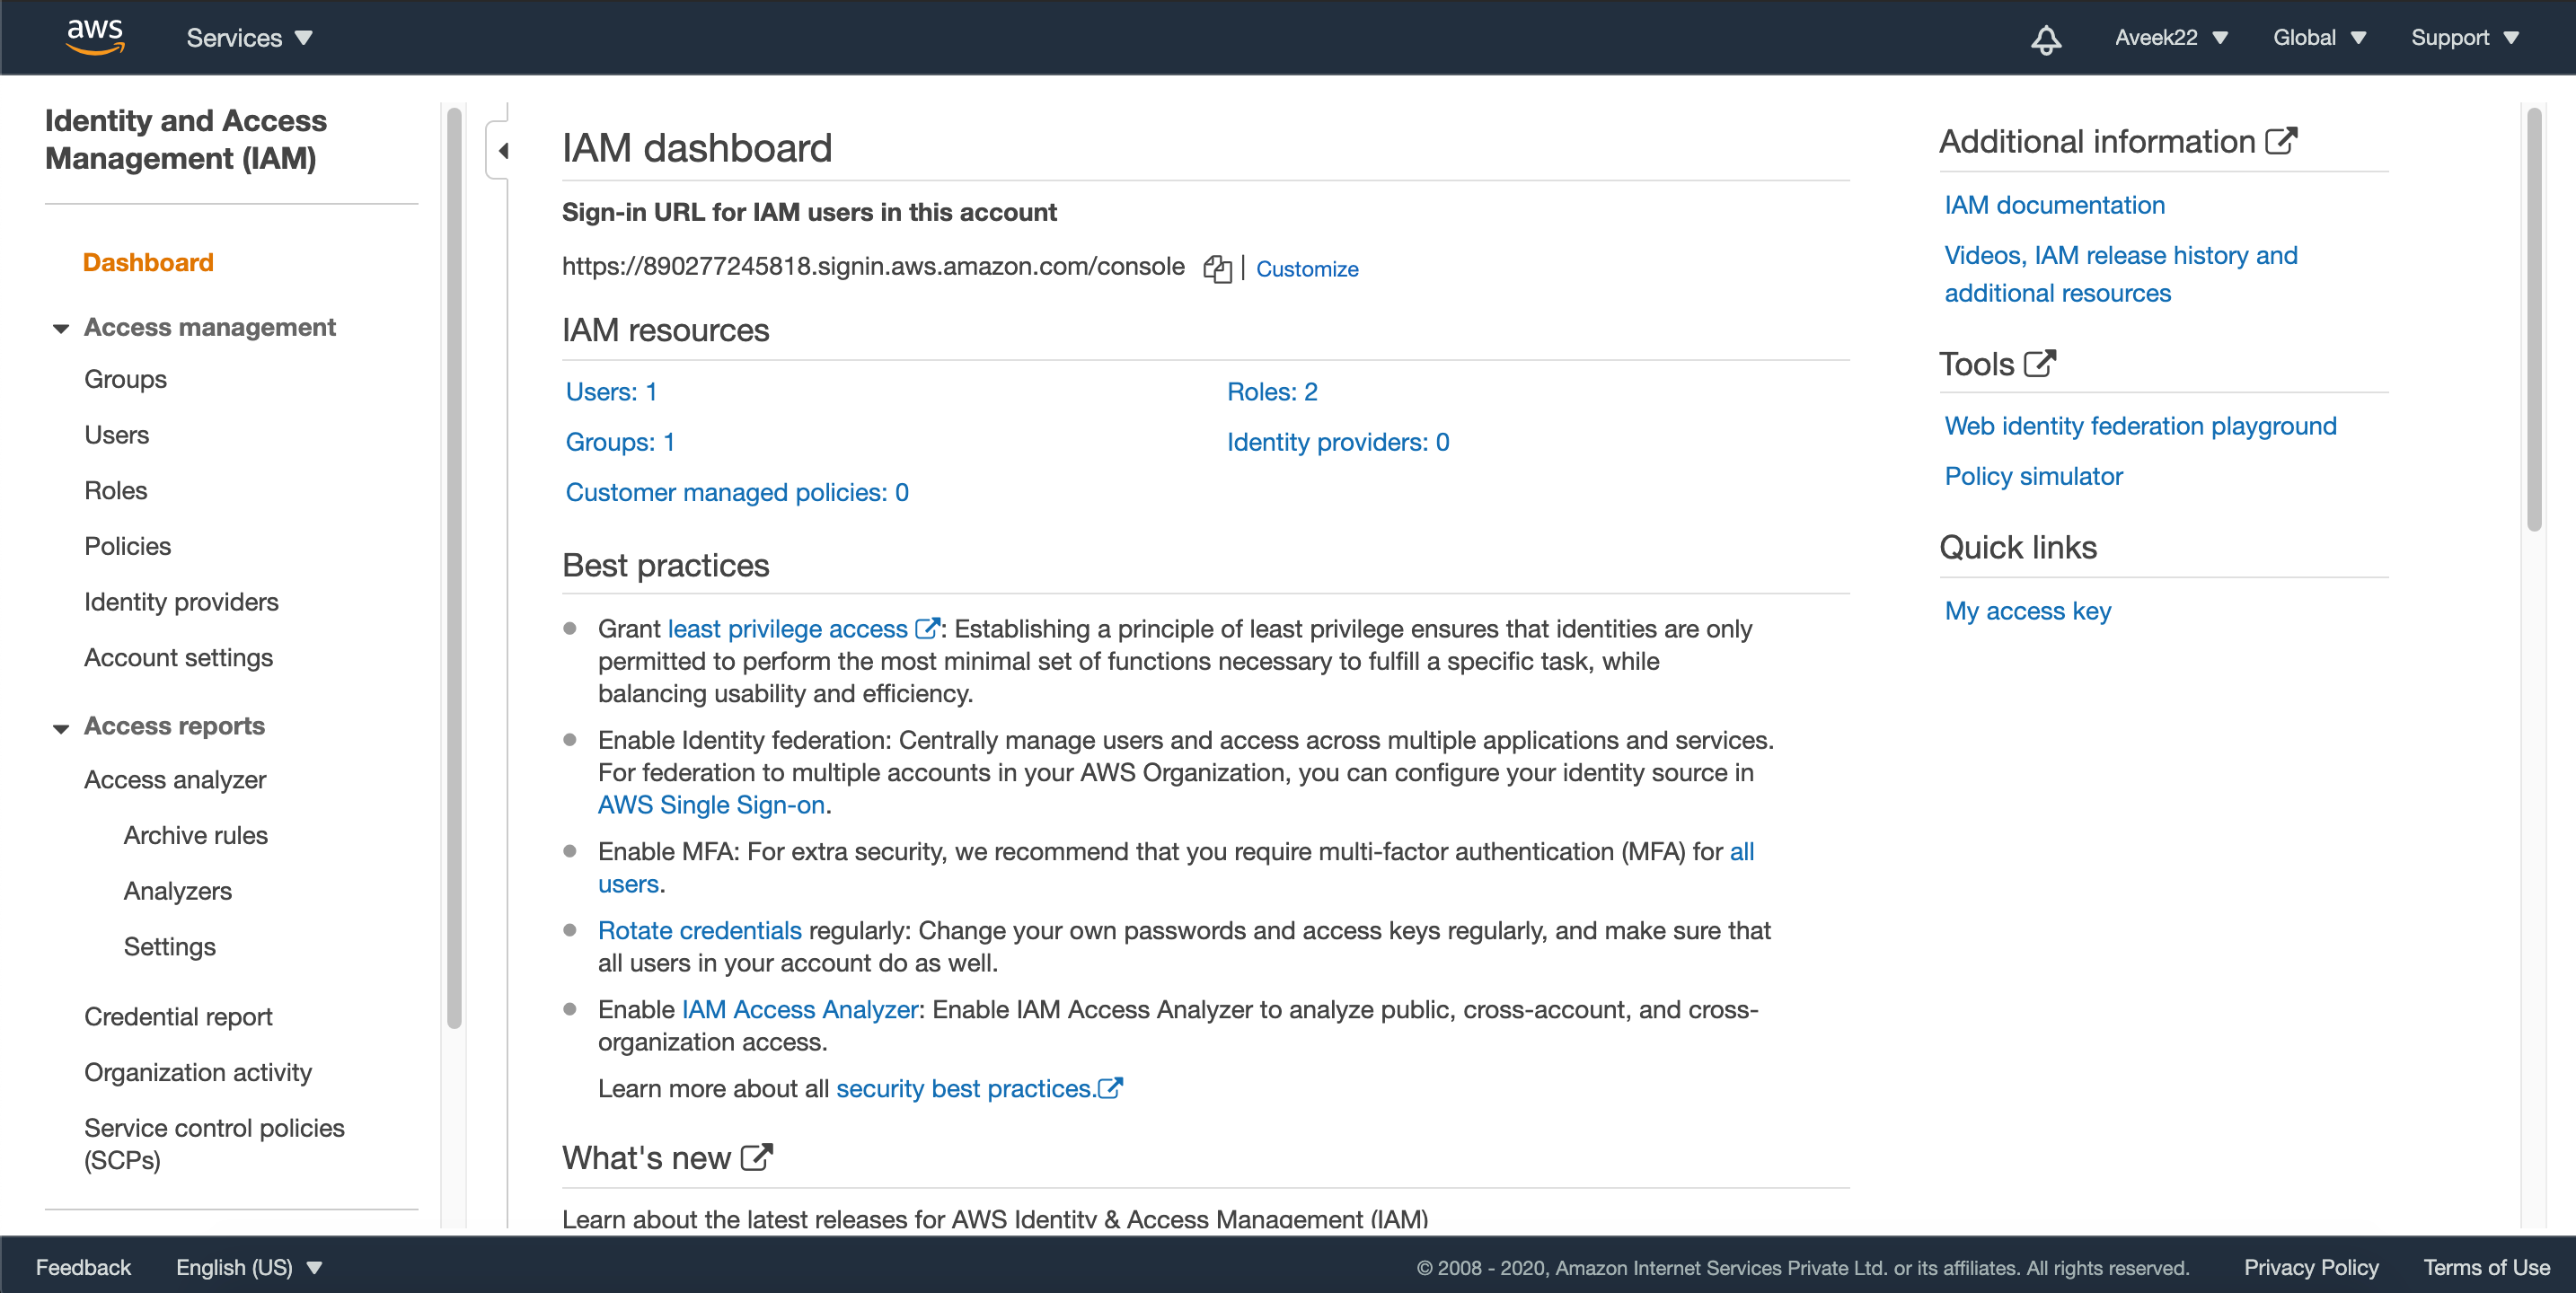 aws
Services
Aveek22
Global
Support
Identity and Access
Management (IAM)
Dashboard
Access management
Groups
Users
Roles
Policies
Identity providers
Account settings
Access reports
Access analyzer
Archive rules
Analyzers
Settings
Credential report
Organization activity
Service control policies
(SCPs)
IAM dashboard
Sign-in URL for IAM users in this account
https://890277245818.signin.aws.amazon.com/console | Customize
IAM resources
Users: 1
Roles: 2
Groups: 1
Identity providers: 0
Customer managed policies: 0
Best practices
Grant least privilege access : Establishing a principle of least privilege ensures that identities are only
permitted to perform the most minimal set of functions necessary to fulfill a specific task, while
balancing usability and efficiency.
Enable Identity federation: Centrally manage users and access across multiple applications and services.
For federation to multiple accounts in your AWS Organization, you can configure your identity source in
AWS Single Sign-on.
Enable MFA: For extra security, we recommend that you require multi-factor authentication (MFA) for all
users.
Rotate credentials regularly: Change your own passwords and access keys regularly, and make sure that
all users in your account do as well.
Enable IAM Access Analyzer: Enable IAM Access Analyzer to analyze public, cross-account, and cross-
organization access.
Learn more about all security best practices.
What's new
Learn about the latest releases for AWS Identity & Access Management (IAM)
Additional information
IAM documentation
Videos, IAM release history and
additional resources
Tools
Web identity federation playground
Policy simulator
Quick links
My access key
Feedback
English (US)
© 2008 - 2020, Amazon Internet Services Private Ltd. or its affiliates. All rights reserved.
Privacy Policy
Terms of Use